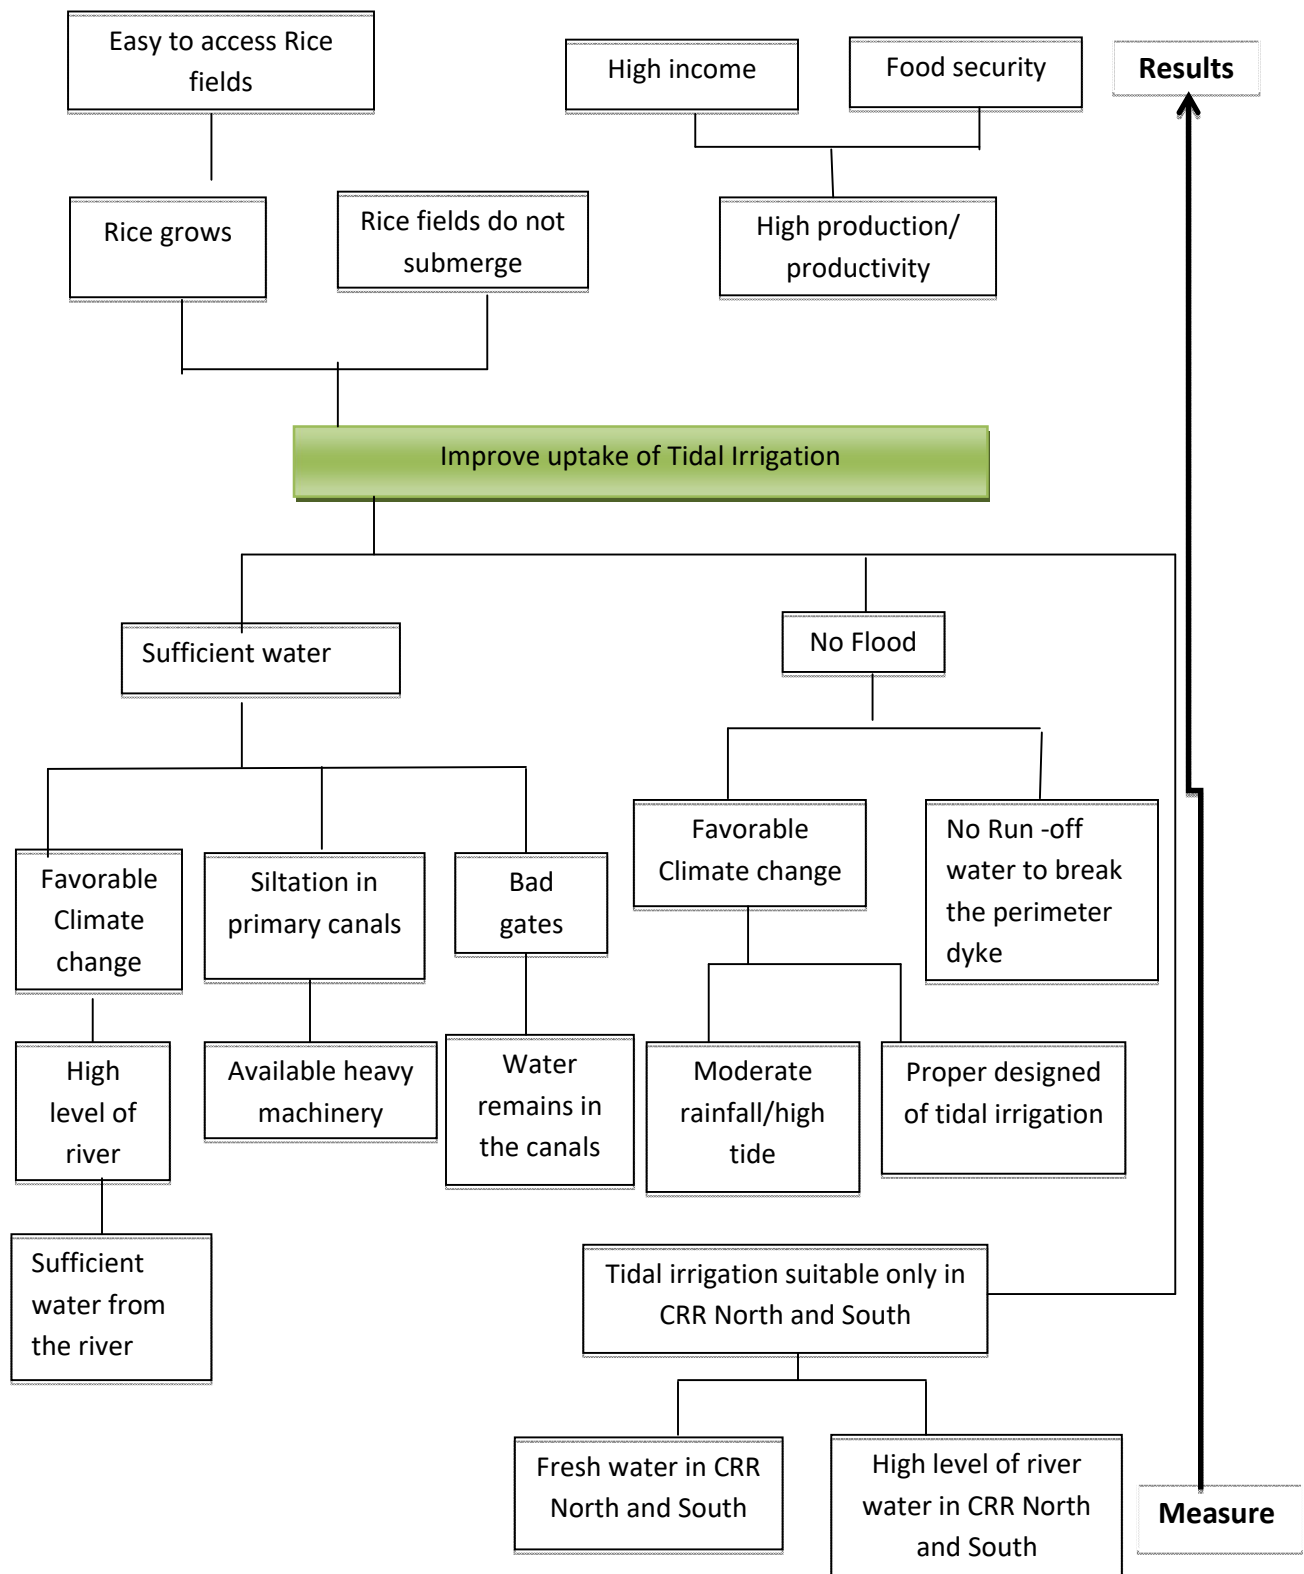 Easy to access Rice
fields
High income
Food security
Results
Rice grows
Rice fields do not
submerge
High production/
productivity
Improve uptake of Tidal Irrigation
Sufficient water
No Flood
Favorable
Climate
change
Siltation in
primary canals
Bad
gates
Favorable
Climate change
No Run -off
water to break
the perimeter
dyke
High
level of
river
Available heavy
machinery
Water
remains in
the canals
Moderate
rainfall/high
tide
Proper designed
of tidal irrigation
Sufficient
water from
the river
Tidal irrigation suitable only in
CRR North and South
Fresh water in CRR
North and South
High level of river
water in CRR North
and South
Measure